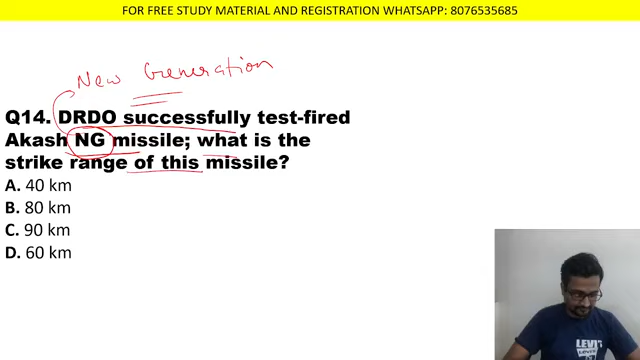 FOR FREE STUDY MATERIAL AND REGISTRATION WHATSAPP: 8076535685
New Generation
Q14. DRDO successfully test-fired
Akash NG missile; what is the
strike range of this missile?
A. 40 km
B. 80 km
C. 90 km
D. 60 km
LEVI'S